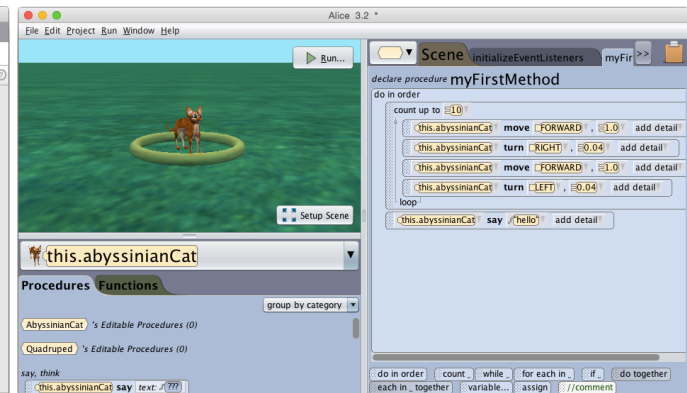 Alice 3.2 *
File Edit Project Run Window Help
Run...
Setup Scene
this.abyssinianCat
Procedures Functions
group by category
AbyssinianCat 's Editable Procedures (0)
Quadruped 's Editable Procedures (0)
say, think
this.abyssinianCat say text: ???
Scene initializeEventListeners myFir >>
declare procedure myFirstMethod
do in order
count up to 10
this.abyssinianCat move FORWARD , 1.0 add detail
this.abyssinianCat turn RIGHT , 0.04 add detail
this.abyssinianCat move FORWARD , 1.0 add detail
this.abyssinianCat turn LEFT , 0.04 add detail
loop
this.abyssinianCat say "hello" add detail
do in order count _ while _ for each in _ if _ do together
each in _ together variable... assign //comment